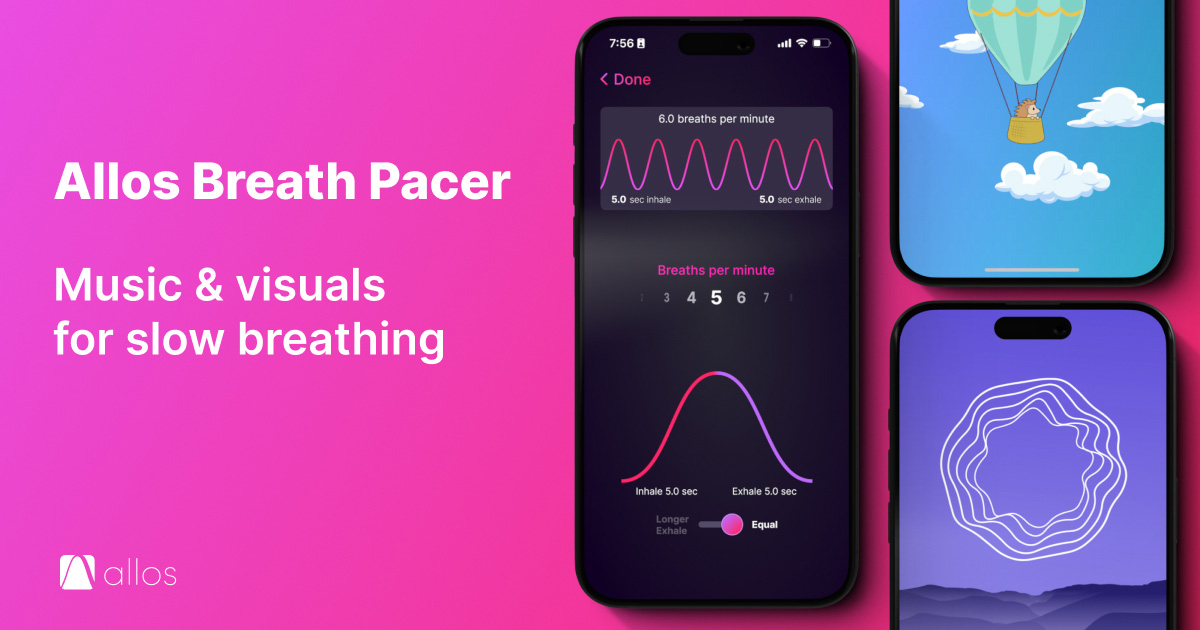 Allos Breath Pacer
Music & visuals
for slow breathing
allos
7:56
Done
6.0 breaths per minute
5.0 sec inhale
5.0 sec exhale
Breaths per minute
3 4 5 6 7
Inhale 5.0 sec
Exhale 5.0 sec
Longer
Exhale
Equal